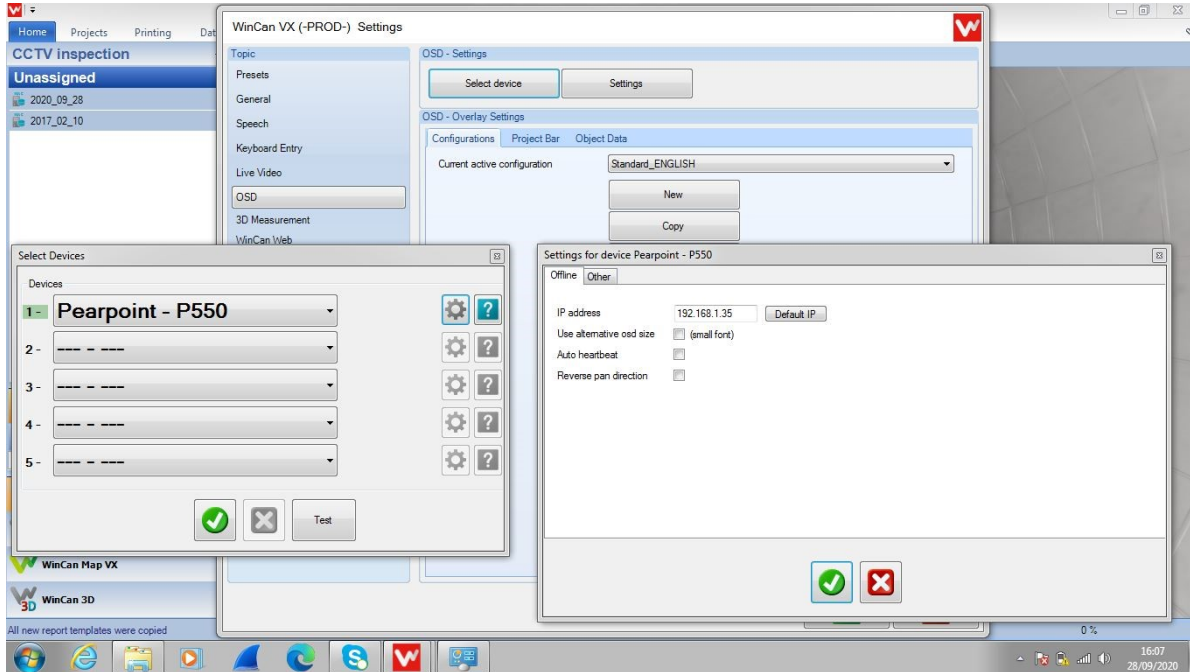 WinCan VX (-PROD-) Settings
Home Projects Printing Dat
CCTV inspection
Unassigned
2020_09_28
2017_02_10
Topic
Presets
General
Speech
Keyboard Entry
Live Video
OSD
3D Measurement
WinCan Web
OSD - Settings
Select device Settings
OSD - Overlay Settings
Configurations Project Bar Object Data
Current active configuration Standard_ENGLISH
New
Copy
Select Devices
Devices
1 - Pearpoint - P550
2 - --- - ---
3 - --- - ---
4 - --- - ---
5 - --- - ---
Test
Settings for device Pearpoint - P550
Offline Other
IP address 192.168.1.35 Default IP
Use alternative osd size (small font)
Auto heartbeat
Reverse pan direction
WinCan Map VX
3D WinCan 3D
All new report templates were copied
0 %
16:07
28/09/2020